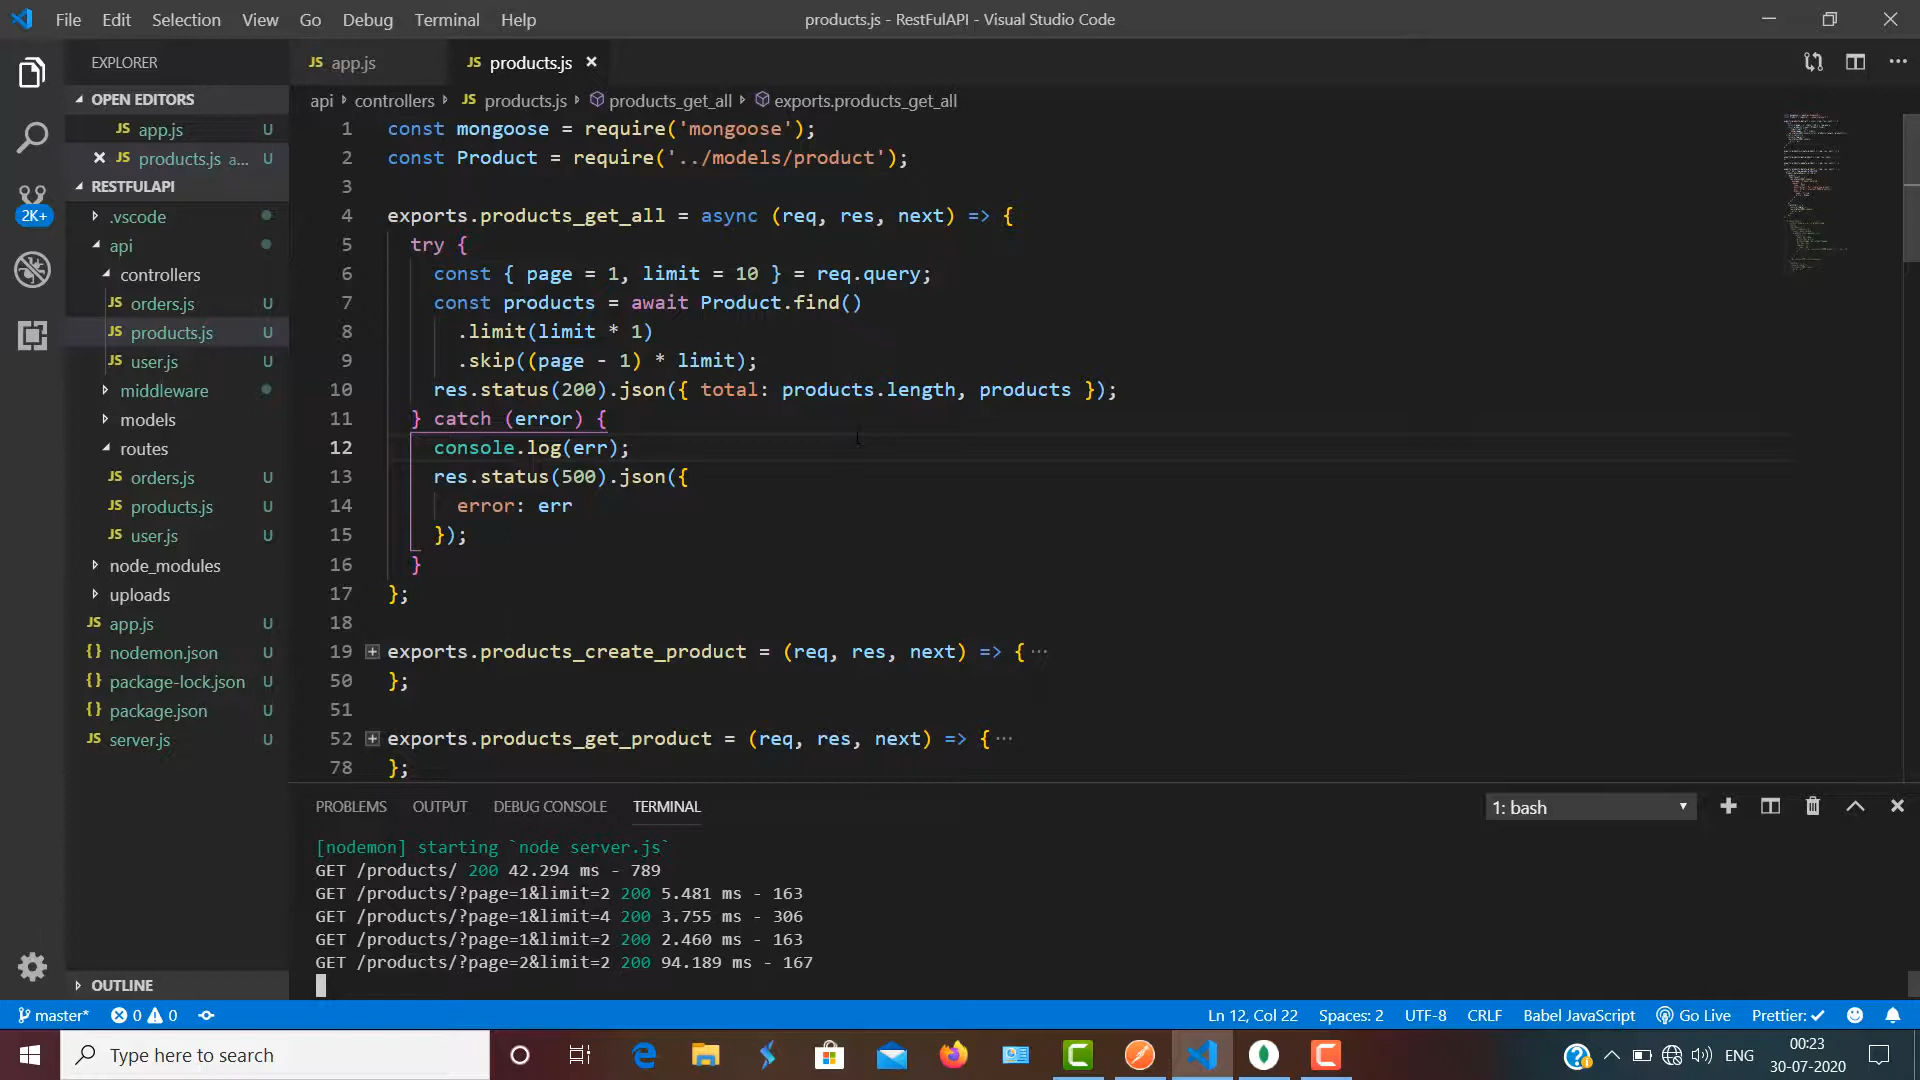 File Edit Selection View Go Debug Terminal Help
products.js - RestFulAPI - Visual Studio Code
EXPLORER
OPEN EDITORS
JS app.js U
JS products.js a... U
RESTFULAPI
.vscode
api
controllers
JS orders.js U
JS products.js U
JS user.js U
middleware
models
routes
JS orders.js U
JS products.js U
JS user.js U
node_modules
uploads
JS app.js U
{} nodemon.json U
{} package-lock.json U
{} package.json U
JS server.js U
OUTLINE
2K+
JS app.js
JS products.js
api controllers JS products.js products_get_all exports.products_get_all
1 const mongoose = require('mongoose');
2 const Product = require('../models/product');
3
4 exports.products_get_all = async (req, res, next) => {
5 try {
6 const { page = 1, limit = 10 } = req.query;
7 const products = await Product.find()
8 .limit(limit * 1)
9 .skip((page - 1) * limit);
10 res.status(200).json({ total: products.length, products });
11 } catch (error) {
12 console.log(err);
13 res.status(500).json({
14 error: err
15 });
16 }
17 };
18
19 exports.products_create_product = (req, res, next) => {···
50 };
51
52 exports.products_get_product = (req, res, next) => {···
78 };
PROBLEMS OUTPUT DEBUG CONSOLE TERMINAL
1: bash
[nodemon] starting `node server.js`
GET /products/ 200 42.294 ms - 789
GET /products/?page=1&limit=2 200 5.481 ms - 163
GET /products/?page=1&limit=4 200 3.755 ms - 306
GET /products/?page=1&limit=2 200 2.460 ms - 163
GET /products/?page=2&limit=2 200 94.189 ms - 167
master* 0 0
Ln 12, Col 22 Spaces: 2 UTF-8 CRLF Babel JavaScript Go Live Prettier: ✓
Type here to search
ENG
00:23
30-07-2020